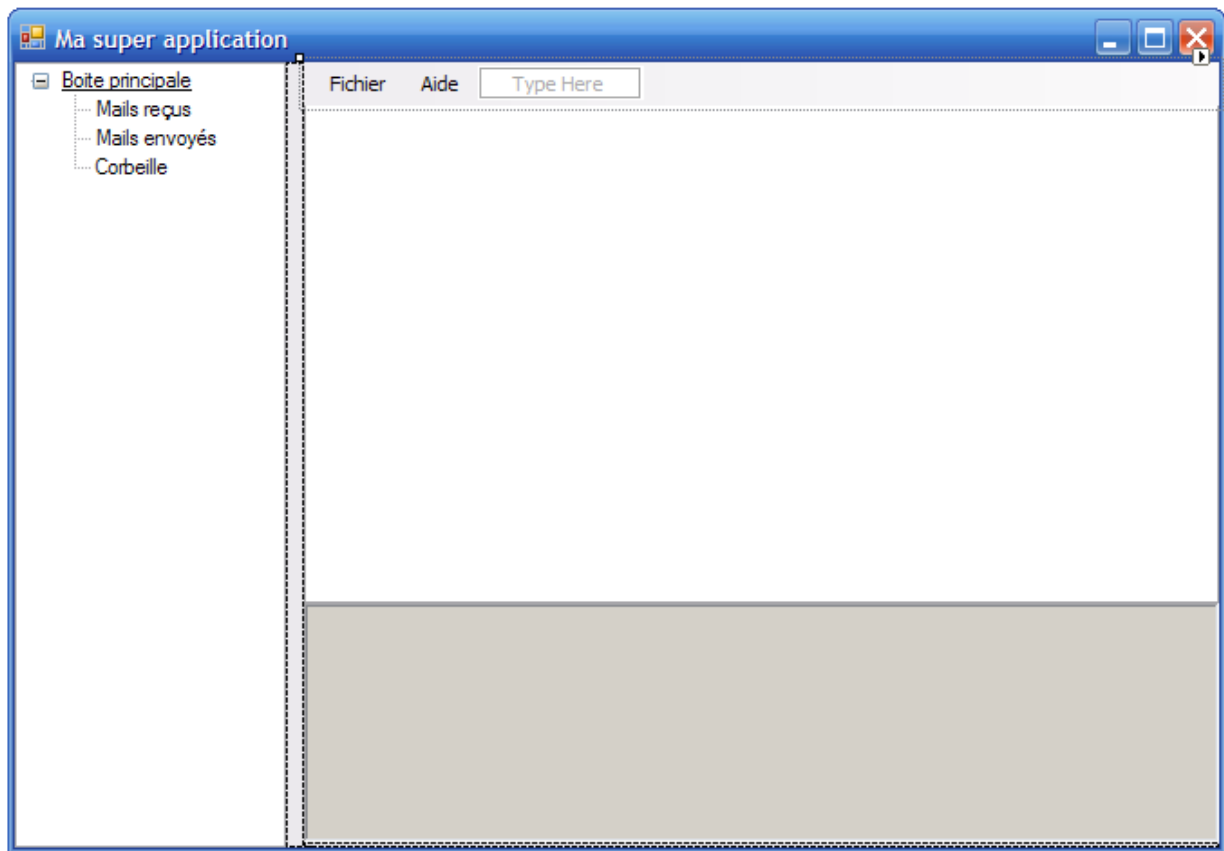 Ma super application
Boite principale
Mails reçus
Mails envoyés
Corbeille
Fichier Aide Type Here